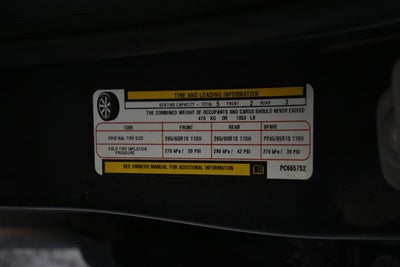 TIRE AND LOADING INFORMATION
SEATING CAPACITY - TOTAL 5 FRONT 2 REAR 3
THE COMBINED WEIGHT OF OCCUPANTS AND CARGO SHOULD NEVER EXCEED
476 KG OR 1050 LB
TIRE FRONT REAR SPARE
ORIGINAL TIRE SIZE 265/60R18 110H 265/60R18 110H P245/65R18 110H
COLD TIRE INFLATION PRESSURE 270 kPa / 39 PSI 290 kPa / 42 PSI 270 kPa / 39 PSI
SEE OWNERS MANUAL FOR ADDITIONAL INFORMATION
PC665752